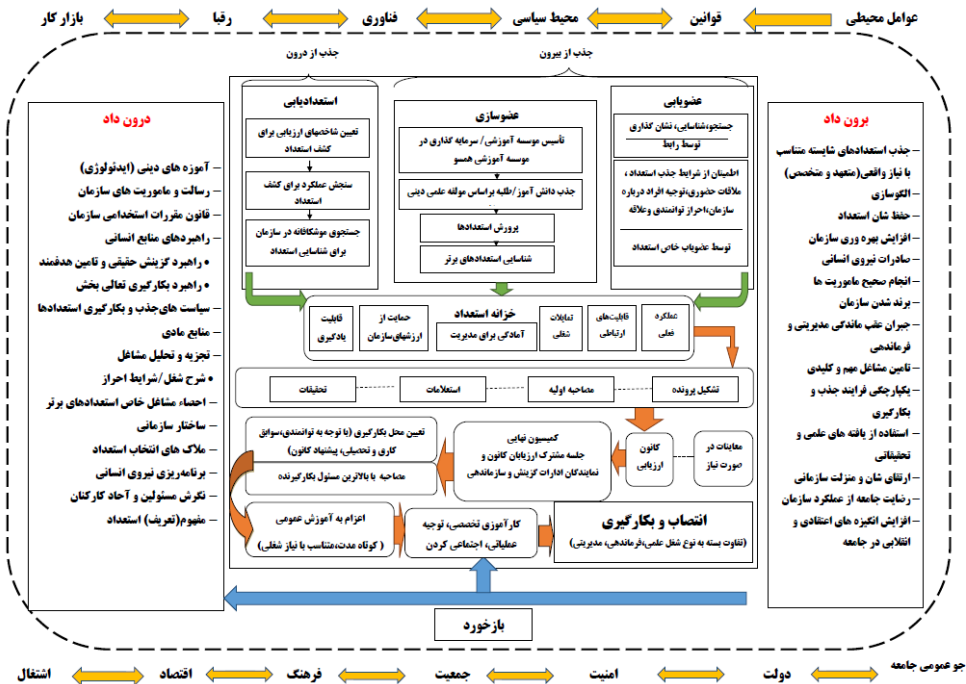 عوامل محیطی
قوانین
محیط سیاسی
فناوری
رقبا
بازار کار
جذب از بیرون
جذب از درون
برون داد
– جذب استعدادهای شایسته متناسب
با نیاز واقعی(متعهد و متخصص)
– الگوسازی
– حفظ شان استعداد
– افزایش بهره وری سازمان
– صادرات نیروی انسانی
– انجام صحیح ماموریت ها
– برند شدن سازمان
– جبران عقب ماندگی مدیریتی و
فرماندهی
– تامین مشاغل مهم و کلیدی
– یکپارچگی فرایند جذب و
بکارگیری
– استفاده از یافته های علمی و
تحقیقاتی
– ارتقای شان و منزلت سازمانی
– رضایت جامعه از عملکرد سازمان
– افزایش انگیزه های اعتقادی و
انقلابی در جامعه
عضویابی
جستجو،شناسایی، نشان گذاری
توسط رابط
اطمینان از شرایط جذب استعداد ،
ملاقات حضوری،توجیه افراد درباره
سازمان،احراز توانمندی وعلاقه
توسط عضویاب خاص استعداد
عضوسازی
تأسیس موسسه آموزشی/ سرمایه گذاری در
موسسه آموزشی همسو
جذب دانش آموز/طلبه براساس مولفه علمی دینی
پرورش استعدادها
شناسایی استعدادهای برتر
استعدادیابی
تعیین شاخصهای ارزیابی برای
کشف استعداد
سنجش عملکرد برای کشف
استعداد
جستجوی موشکافانه در سازمان
برای شناسایی استعداد
درون داد
– آموزه های دینی (ایدئولوژی)
– رسالت و ماموریت های سازمان
– قانون مقررات استخدامی سازمان
– راهبردهای منابع انسانی
• راهبرد گزینش حقیقی و تامین هدفمند
• راهبرد بکارگیری تعالی بخش
– سیاست های جذب و بکارگیری استعدادها
– منابع مادی
– تجزیه و تحلیل مشاغل
• شرح شغل/شرایط احراز
– احصاء مشاغل خاص استعدادهای برتر
– ساختار سازمانی
– ملاک های انتخاب استعداد
– برنامه‌ریزی نیروی انسانی
– نگرش مسئولین و آحاد کارکنان
– مفهوم(تعریف) استعداد
خزانه استعداد
عملکرد
فعلی
قابلیت‌های
ارتباطی
تمایلات
شغلی
آمادگی برای مدیریت
حمایت از
ارزشهای‌سازمان
قابلیت
یادگیری
تشکیل پرونده
مصاحبه اولیه
استعلامات
تحقیقات
معاینات در
صورت نیاز
کانون
ارزیابی
کمیسیون نهایی
جلسه مشترک ارزیابان کانون و
نمایندگان ادارات گزینش و سازماندهی
تعیین محل بکارگیری (با توجه به توانمندی،سوابق
کاری و تحصیلی، پیشنهاد کانون)
مصاحبه با بالاترین مسئول بکارگیرنده
اعزام به آموزش عمومی
( کوتاه مدت،متناسب با نیاز شغلی)
کارآموزی تخصصی، توجیه
عملیاتی، اجتماعی کردن
انتصاب و بکارگیری
(تفاوت بسته به نوع شغل علمی،فرماندهی، مدیریتی)
بازخورد
جو عمومی جامعه
دولت
امنیت
جمعیت
فرهنگ
اقتصاد
اشتغال